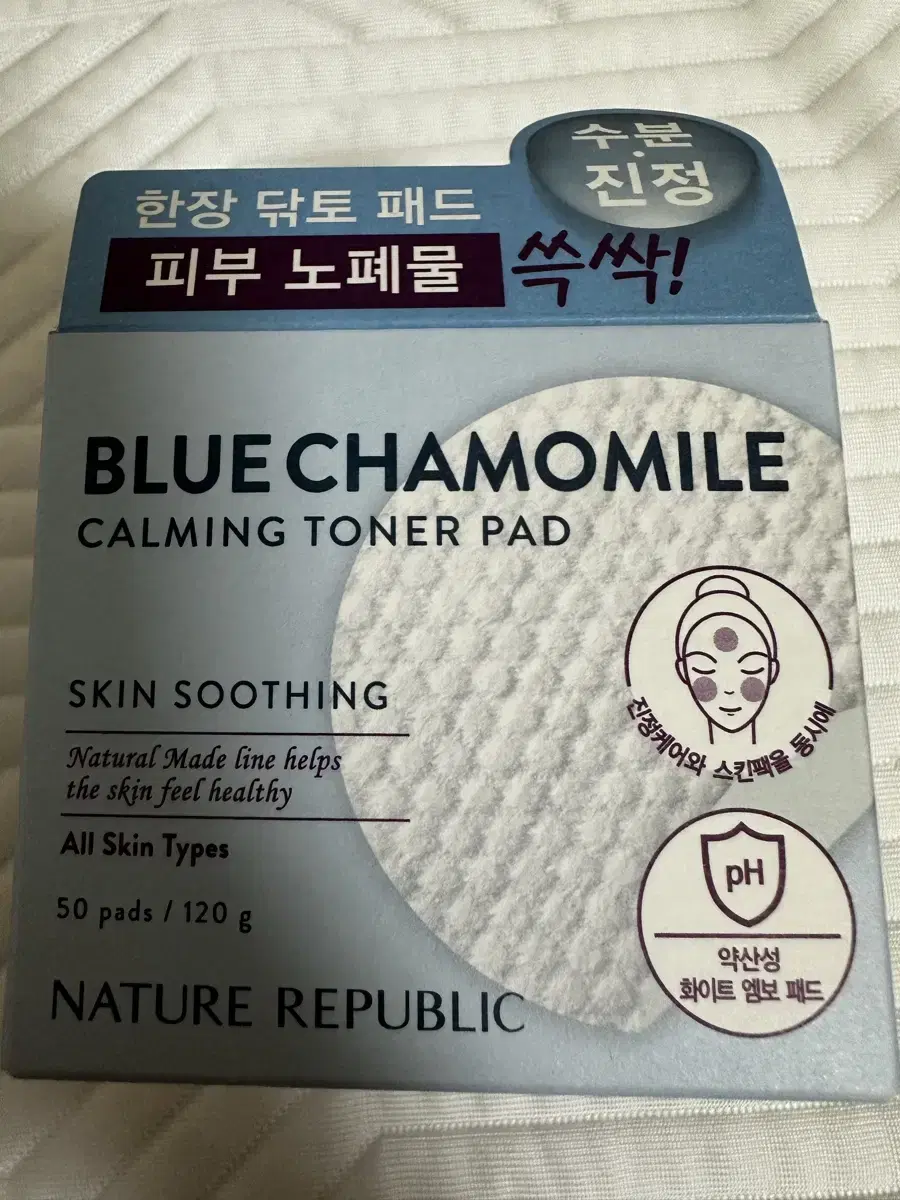 수분
진정
한장 닦토 패드
피부 노폐물 쓱싹!
BLUE CHAMOMILE
CALMING TONER PAD
SKIN SOOTHING
Natural Made line helps
the skin feel healthy
All Skin Types
50 pads / 120 g
NATURE REPUBLIC
진정케어와 스킨팩을 동시에
pH
약산성
화이트 엠보 패드